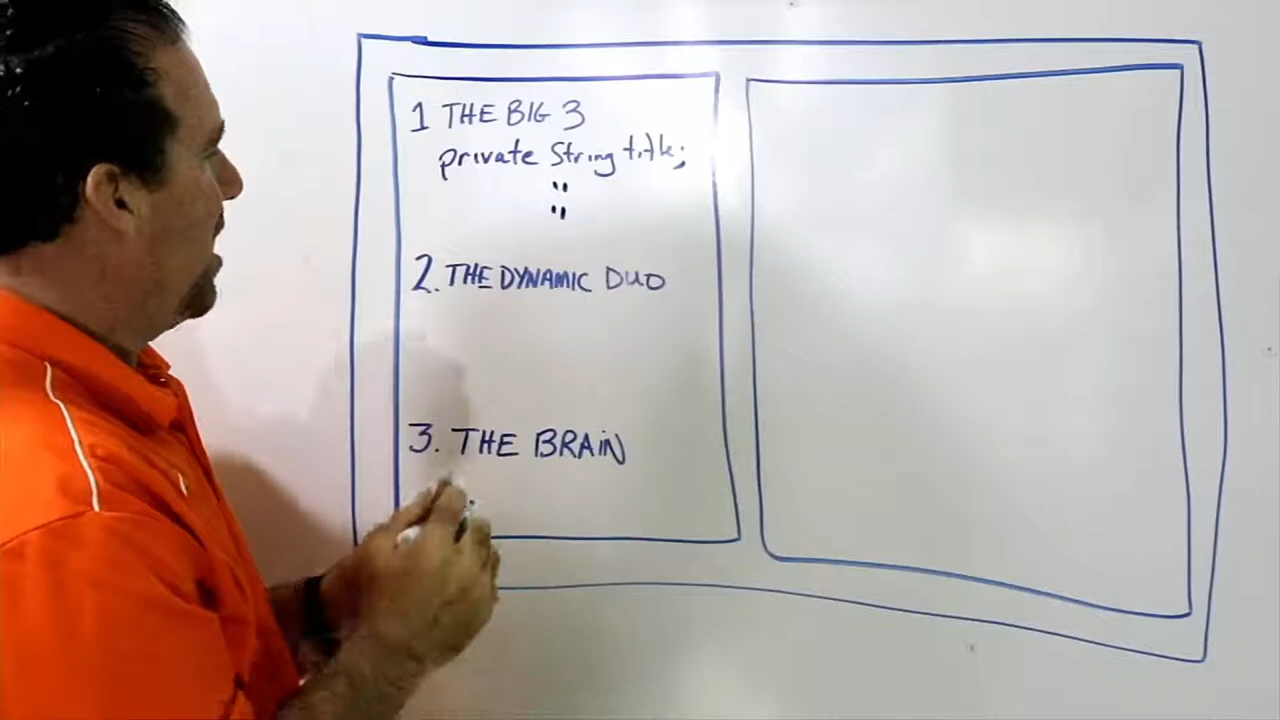 1 THE BIG 3
private String title;
"
"
2. THE DYNAMIC DUO
3. THE BRAIN